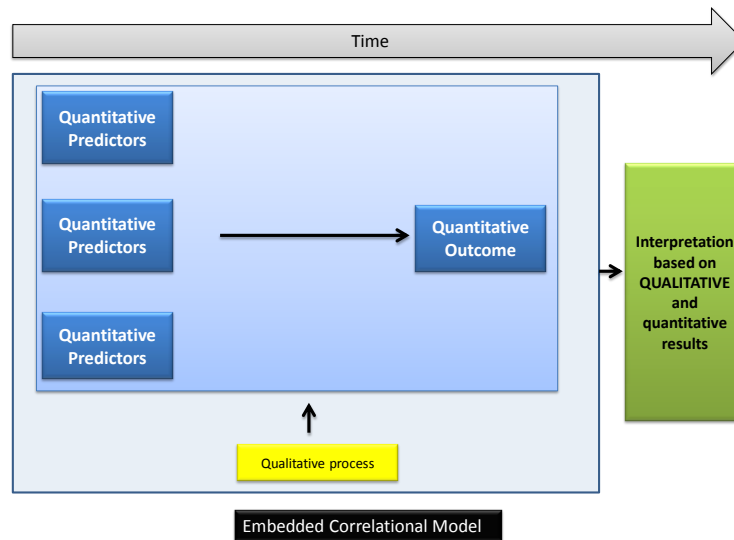 Time
Quantitative
Predictors
Quantitative
Predictors
Quantitative
Outcome
Quantitative
Predictors
Interpretation
based on
QUALITATIVE
and
quantitative
results
Qualitative process
Embedded Correlational Model